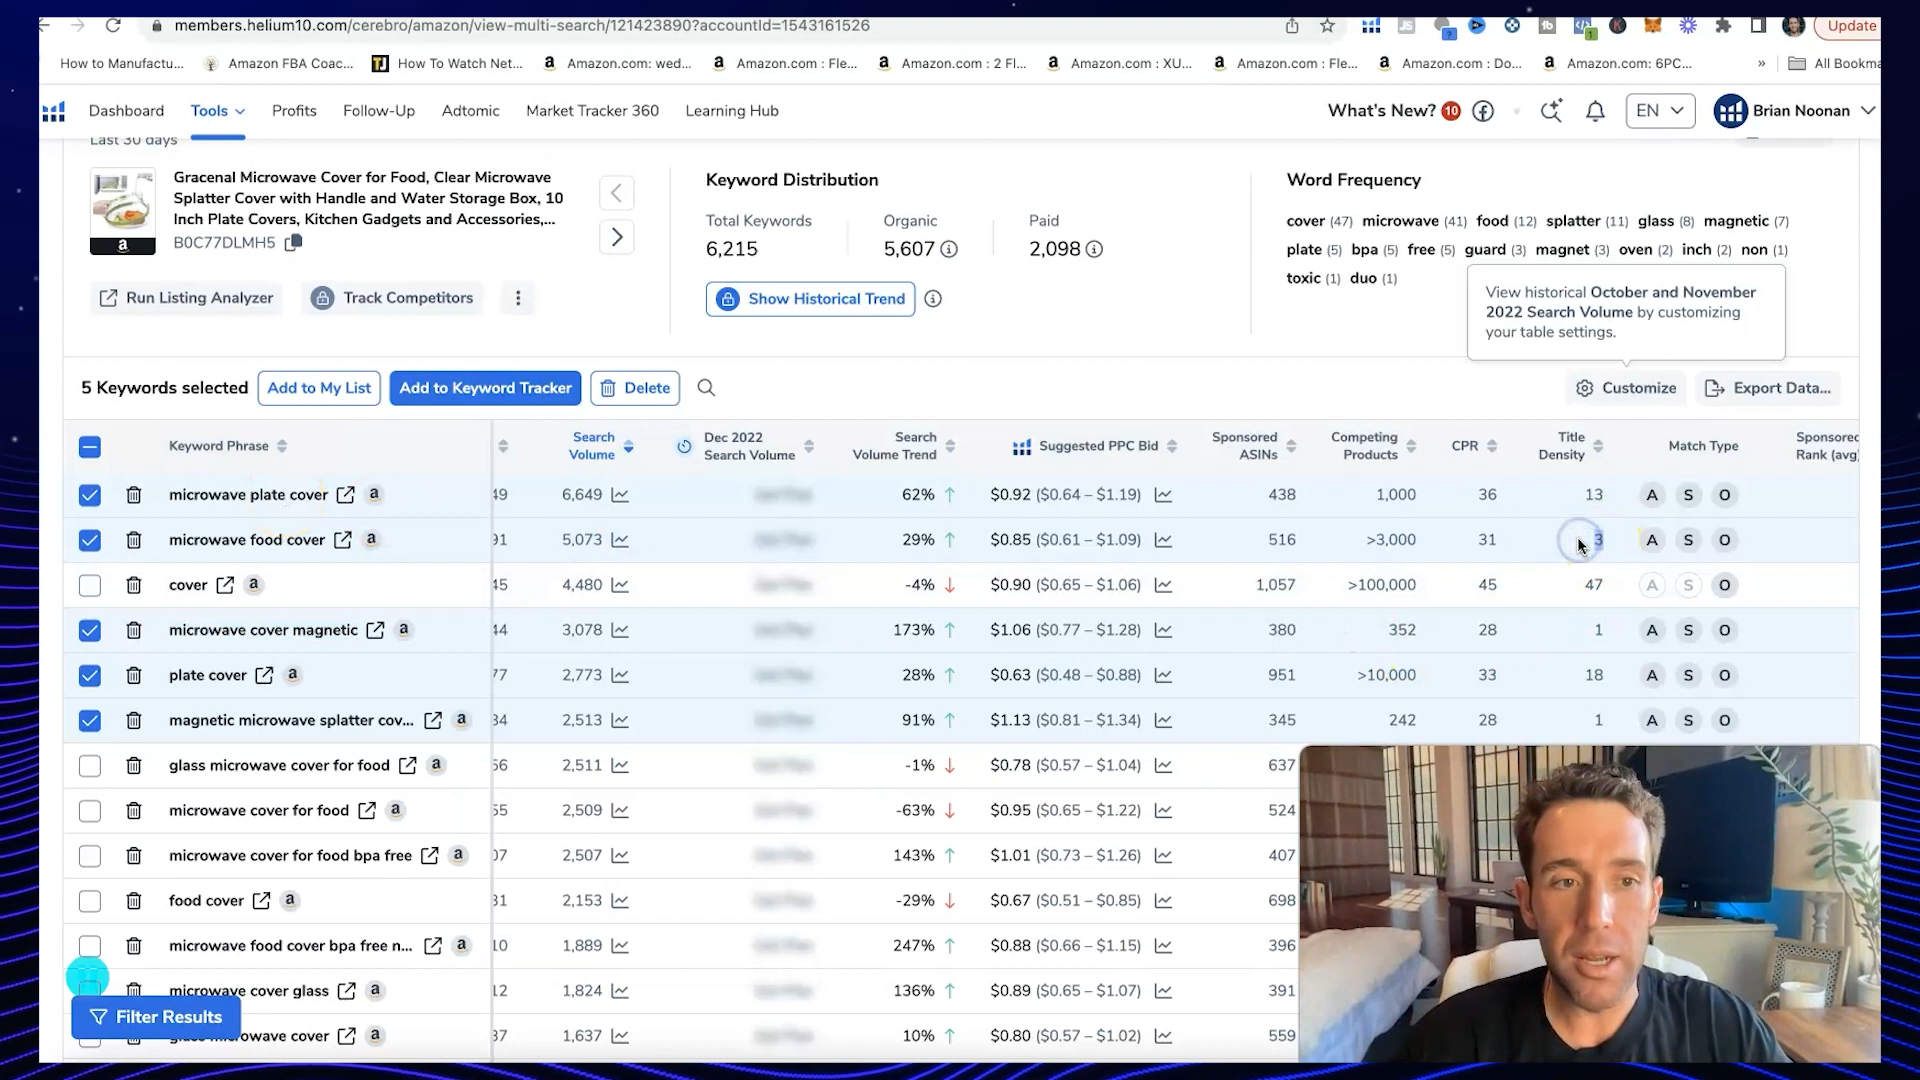 members.helium10.com/cerebro/amazon/view-multi-search/121423890?accountId=1543161526
Update
How to Manufactu...
Amazon FBA Coac...
How To Watch Net...
Amazon.com: wed...
Amazon.com : Fle...
Amazon.com : 2 Fl...
Amazon.com : XU...
Amazon.com : Fle...
Amazon.com : Do...
Amazon.com: 6PC...
»
All Bookma
Dashboard
Tools
Profits
Follow-Up
Adtomic
Market Tracker 360
Learning Hub
What's New? 10
EN
Brian Noonan
Last 30 days
Gracenal Microwave Cover for Food, Clear Microwave
Splatter Cover with Handle and Water Storage Box, 10
Inch Plate Covers, Kitchen Gadgets and Accessories,...
B0C77DLMH5
Run Listing Analyzer
Track Competitors
Keyword Distribution
Total Keywords Organic Paid
6,215 5,607 2,098
Show Historical Trend
Word Frequency
cover (47) microwave (41) food (12) splatter (11) glass (8) magnetic (7)
plate (5) bpa (5) free (5) guard (3) magnet (3) oven (2) inch (2) non (1)
toxic (1) duo (1)
View historical October and November
2022 Search Volume by customizing
your table settings.
5 Keywords selected
Add to My List
Add to Keyword Tracker
Delete
Customize
Export Data...
Keyword Phrase
Search
Volume
Dec 2022
Search Volume
Search
Volume Trend
Suggested PPC Bid
Sponsored
ASINs
Competing
Products
CPR
Title
Density
Match Type
Sponsored
Rank (avg)
microwave plate cover a 49 6,649 62% $0.92 ($0.64 – $1.19) 438 1,000 36 13 A S O
microwave food cover a 91 5,073 29% $0.85 ($0.61 – $1.09) 516 >3,000 31 3 A S O
cover a 45 4,480 -4% $0.90 ($0.65 – $1.06) 1,057 >100,000 45 47 A S O
microwave cover magnetic a 44 3,078 173% $1.06 ($0.77 – $1.28) 380 352 28 1 A S O
plate cover a 77 2,773 28% $0.63 ($0.48 – $0.88) 951 >10,000 33 18 A S O
magnetic microwave splatter cov... a 34 2,513 91% $1.13 ($0.81 – $1.34) 345 242 28 1 A S O
glass microwave cover for food a 56 2,511 -1% $0.78 ($0.57 – $1.04) 637
microwave cover for food a 55 2,509 -63% $0.95 ($0.65 – $1.22) 524
microwave cover for food bpa free a 07 2,507 143% $1.01 ($0.73 – $1.26) 407
food cover a 31 2,153 -29% $0.67 ($0.51 – $0.85) 698
microwave food cover bpa free n... a 10 1,889 247% $0.88 ($0.66 – $1.15) 396
microwave cover glass a 12 1,824 136% $0.89 ($0.65 – $1.07) 391
glass microwave cover a 37 1,637 10% $0.80 ($0.57 – $1.02) 559
Filter Results